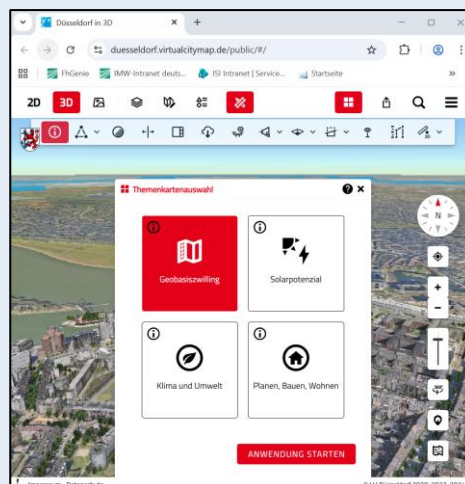 Düsseldorf in 3D
duesseldorf.virtualcitymap.de/public/#/
FhGenie
IMW-Intranet deuts...
ISI Intranet | Service...
Startseite
2D
3D
Themenkartenauswahl
Geobasiszwilling
Solarpotenzial
Klima und Umwelt
Planen, Bauen, Wohnen
ANWENDUNG STARTEN
N